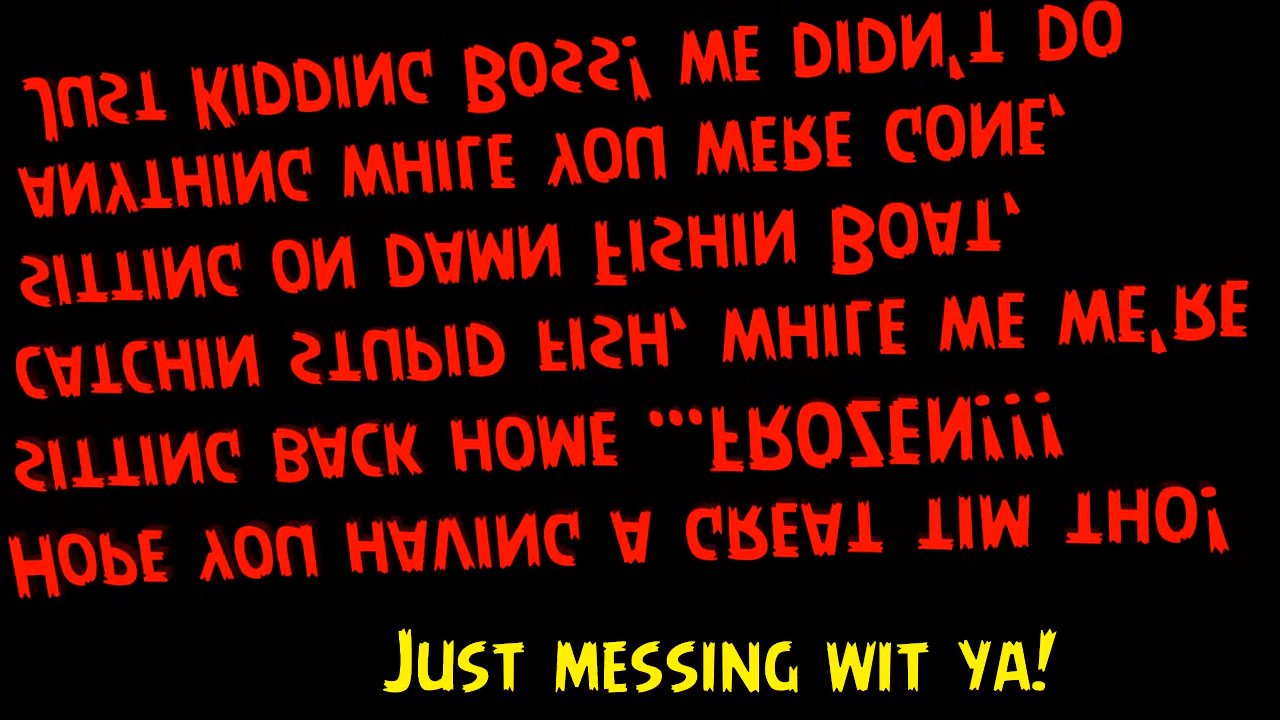 Just Kidding Boss! we didn't do
anything while you were gone,
sitting on damn Fishin Boat,
catchin stupid fish, while we we're
sitting back home ...FROZEN!!!
Hope you having a great tim tho!
Just messing wit ya!